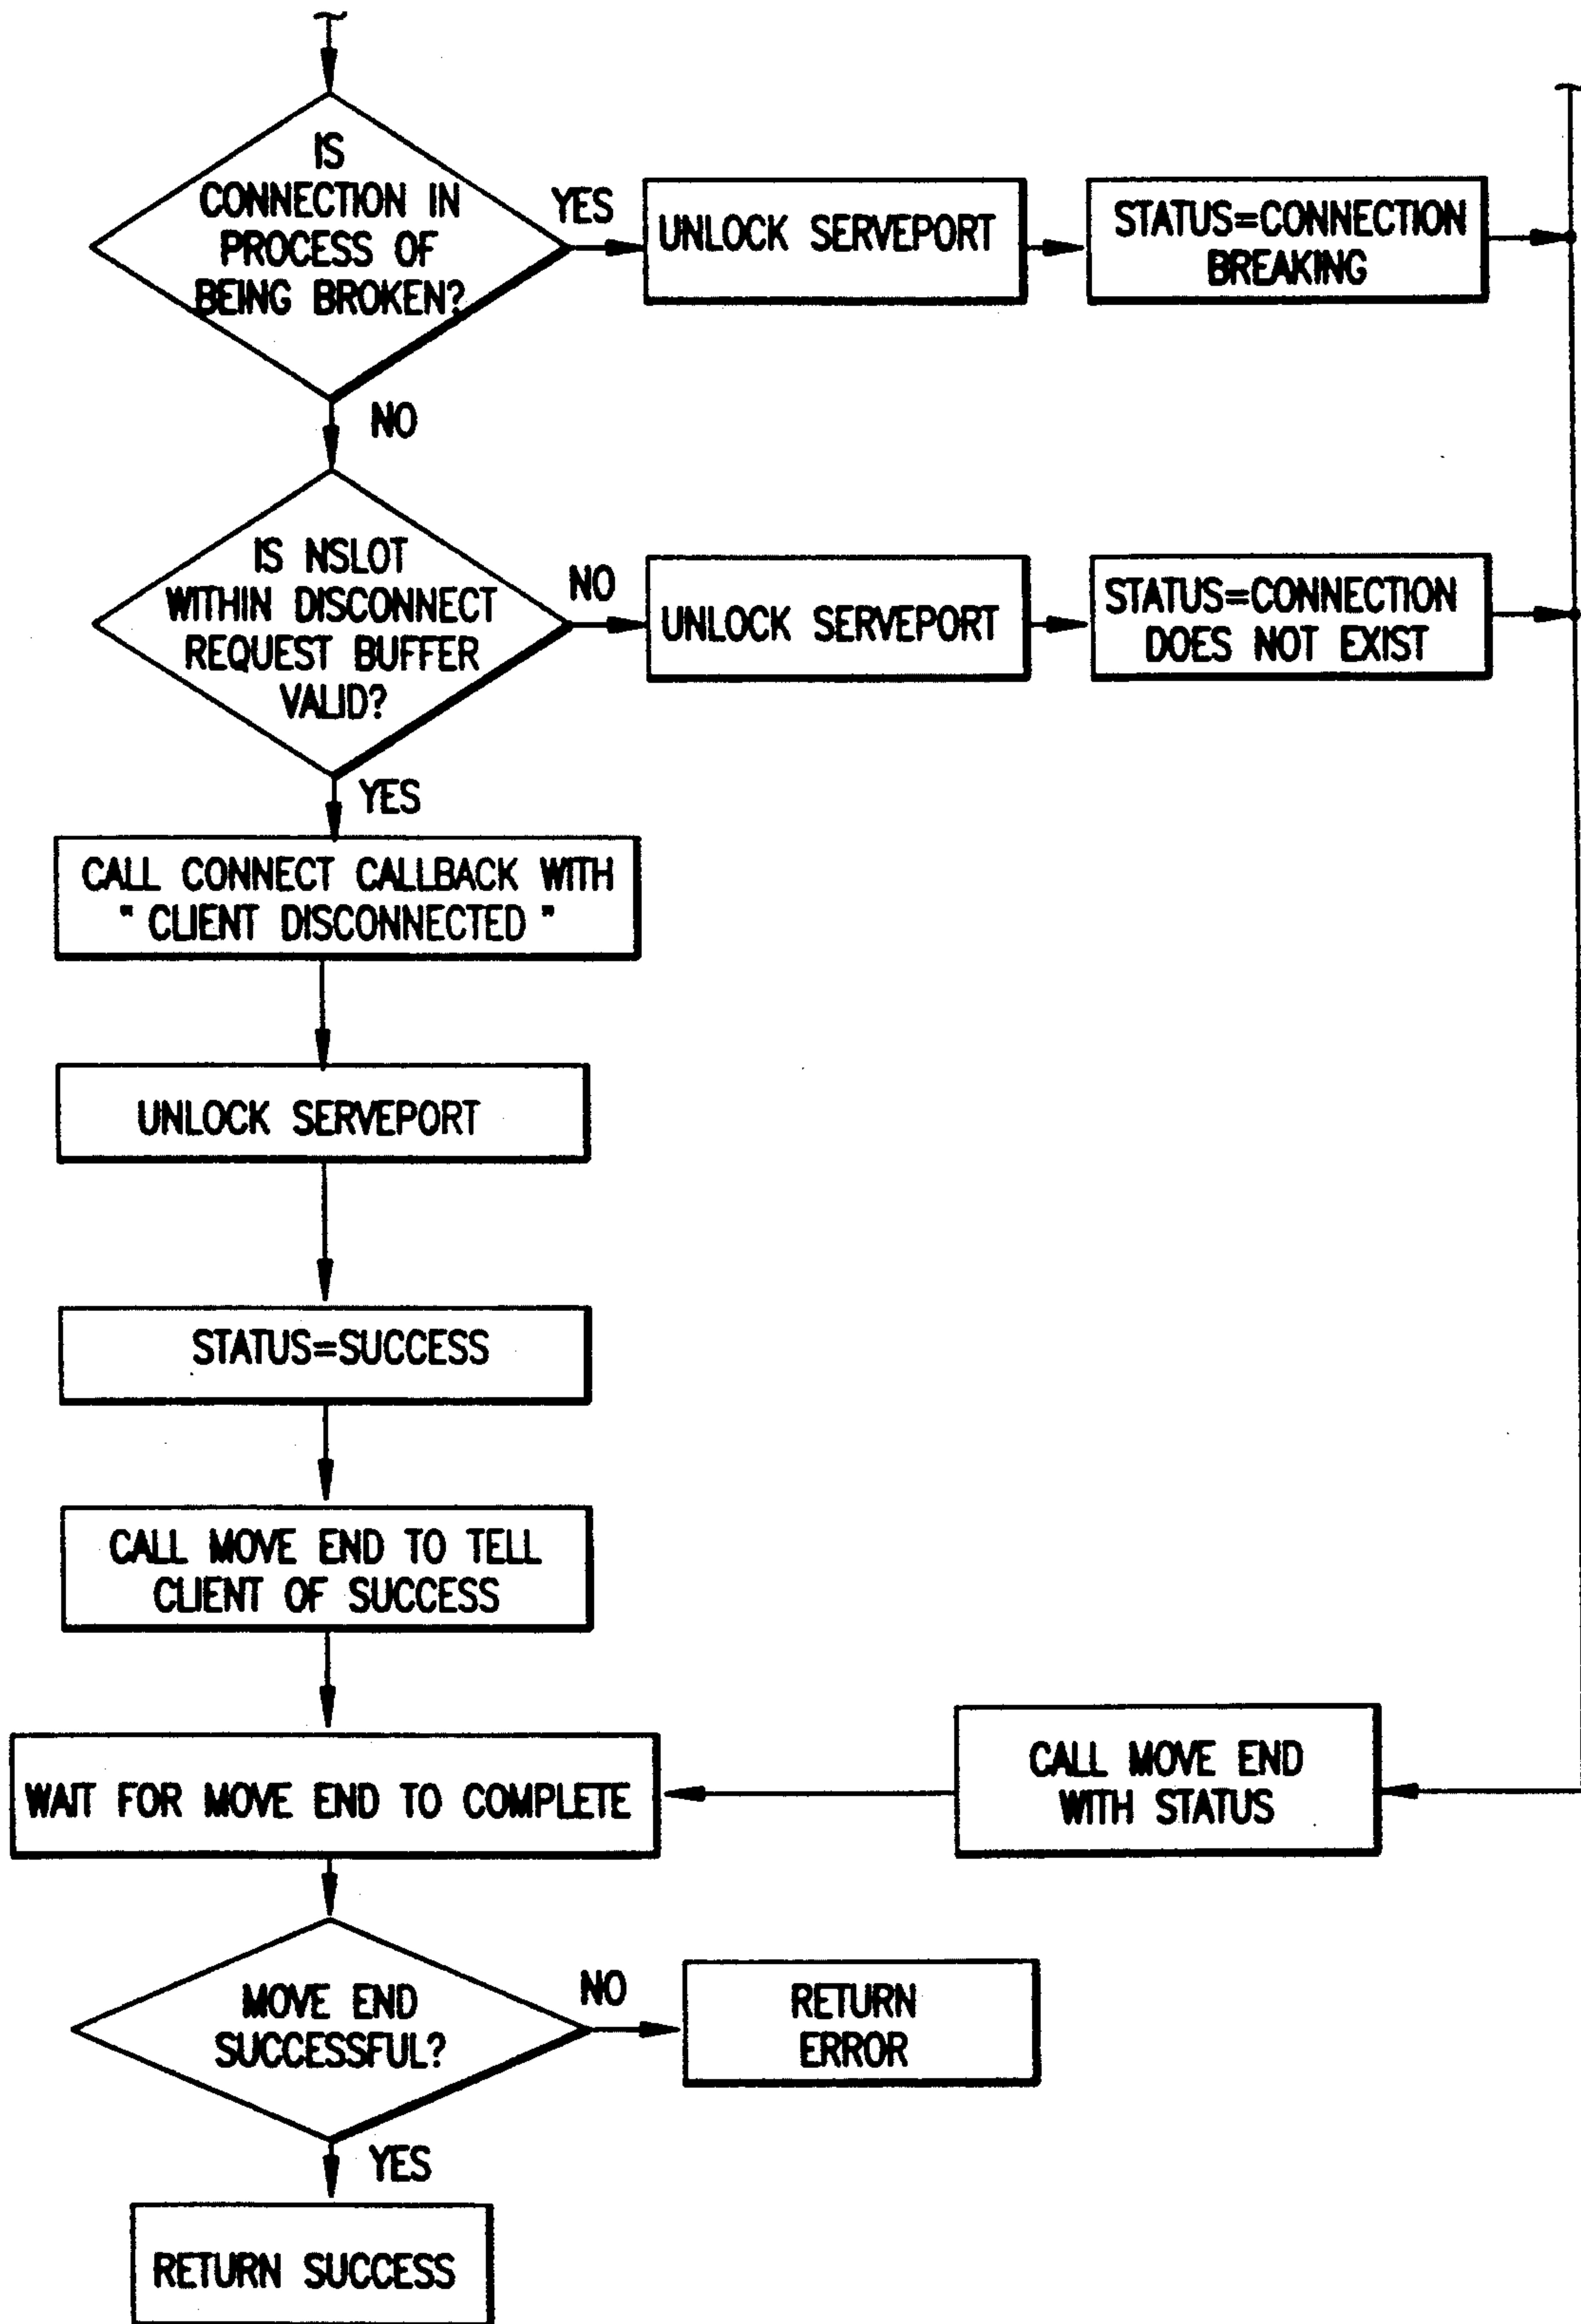 IS
CONNECTION IN
PROCESS OF
BEING BROKEN?
YES
UNLOCK SERVEPORT
STATUS=CONNECTION
BREAKING
NO
IS NSLOT
WITHIN DISCONNECT
REQUEST BUFFER
VALID?
NO
UNLOCK SERVEPORT
STATUS=CONNECTION
DOES NOT EXIST
YES
CALL CONNECT CALLBACK WITH
" CLIENT DISCONNECTED "
UNLOCK SERVEPORT
STATUS=SUCCESS
CALL MOVE END TO TELL
CLIENT OF SUCCESS
WAIT FOR MOVE END TO COMPLETE
CALL MOVE END
WITH STATUS
MOVE END
SUCCESSFUL?
NO
RETURN
ERROR
YES
RETURN SUCCESS